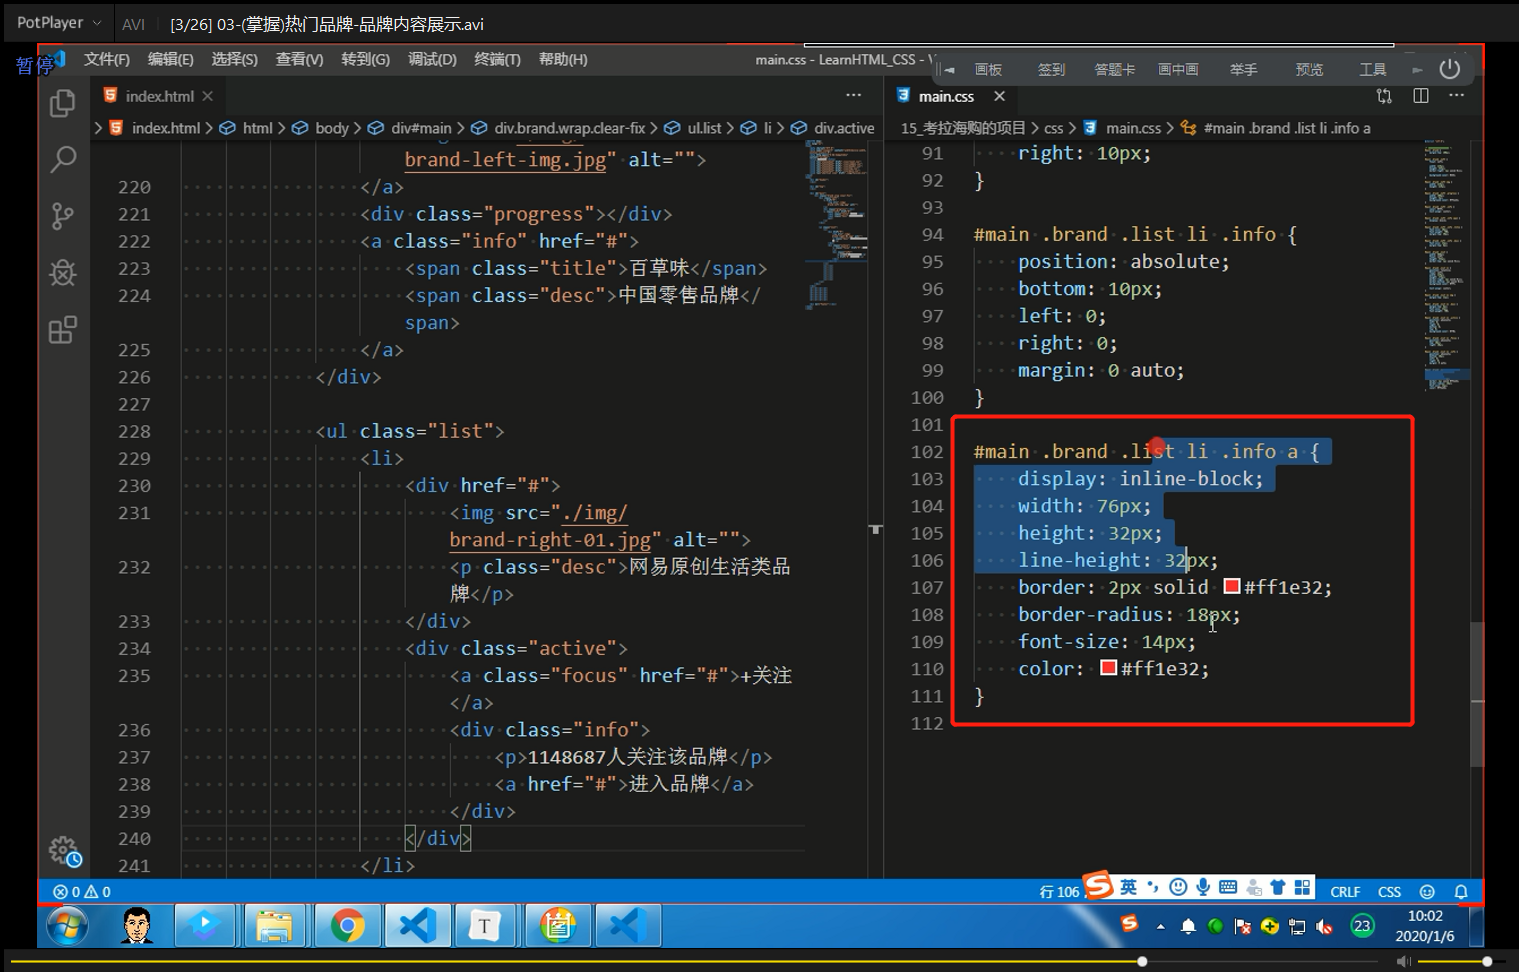 PotPlayer AVI [3/26] 03-(掌握)热门品牌-品牌内容展示.avi
暂停
文件(F) 编辑(E) 选择(S) 查看(V) 转到(G) 调试(D) 终端(T) 帮助(H) main.css - LearnHTML_CSS -
画板 签到 答题卡 画中画 举手 预览 工具
index.html
main.css
index.html > html > body > div#main > div.brand.wrap.clear-fix > ul.list > li > div.active
15_考拉海购的项目 > css > main.css > #main .brand .list li .info a
brand-left-img.jpg" alt="">
220 </a>
221 <div class="progress"></div>
222 <a class="info" href="#">
223 <span class="title">百草味</span>
224 <span class="desc">中国零售品牌</
span>
225 </a>
226 </div>
227
228 <ul class="list">
229 <li>
230 <div href="#">
231 <img src="./img/
brand-right-01.jpg" alt="">
232 <p class="desc">网易原创生活类品
牌</p>
233 </div>
234 <div class="active">
235 <a class="focus" href="#">+关注
</a>
236 <div class="info">
237 <p>1148687人关注该品牌</p>
238 <a href="#">进入品牌</a>
239 </div>
240 </div>
241 </li>
91 right: 10px;
92 }
93
94 #main .brand .list li .info {
95 position: absolute;
96 bottom: 10px;
97 left: 0;
98 right: 0;
99 margin: 0 auto;
100 }
101
102 #main .brand .list li .info a {
103 display: inline-block;
104 width: 76px;
105 height: 32px;
106 line-height: 32px;
107 border: 2px solid #ff1e32;
108 border-radius: 18px;
109 font-size: 14px;
110 color: #ff1e32;
111 }
112
0 0 行 106 英 CRLF CSS
23 10:02
2020/1/6